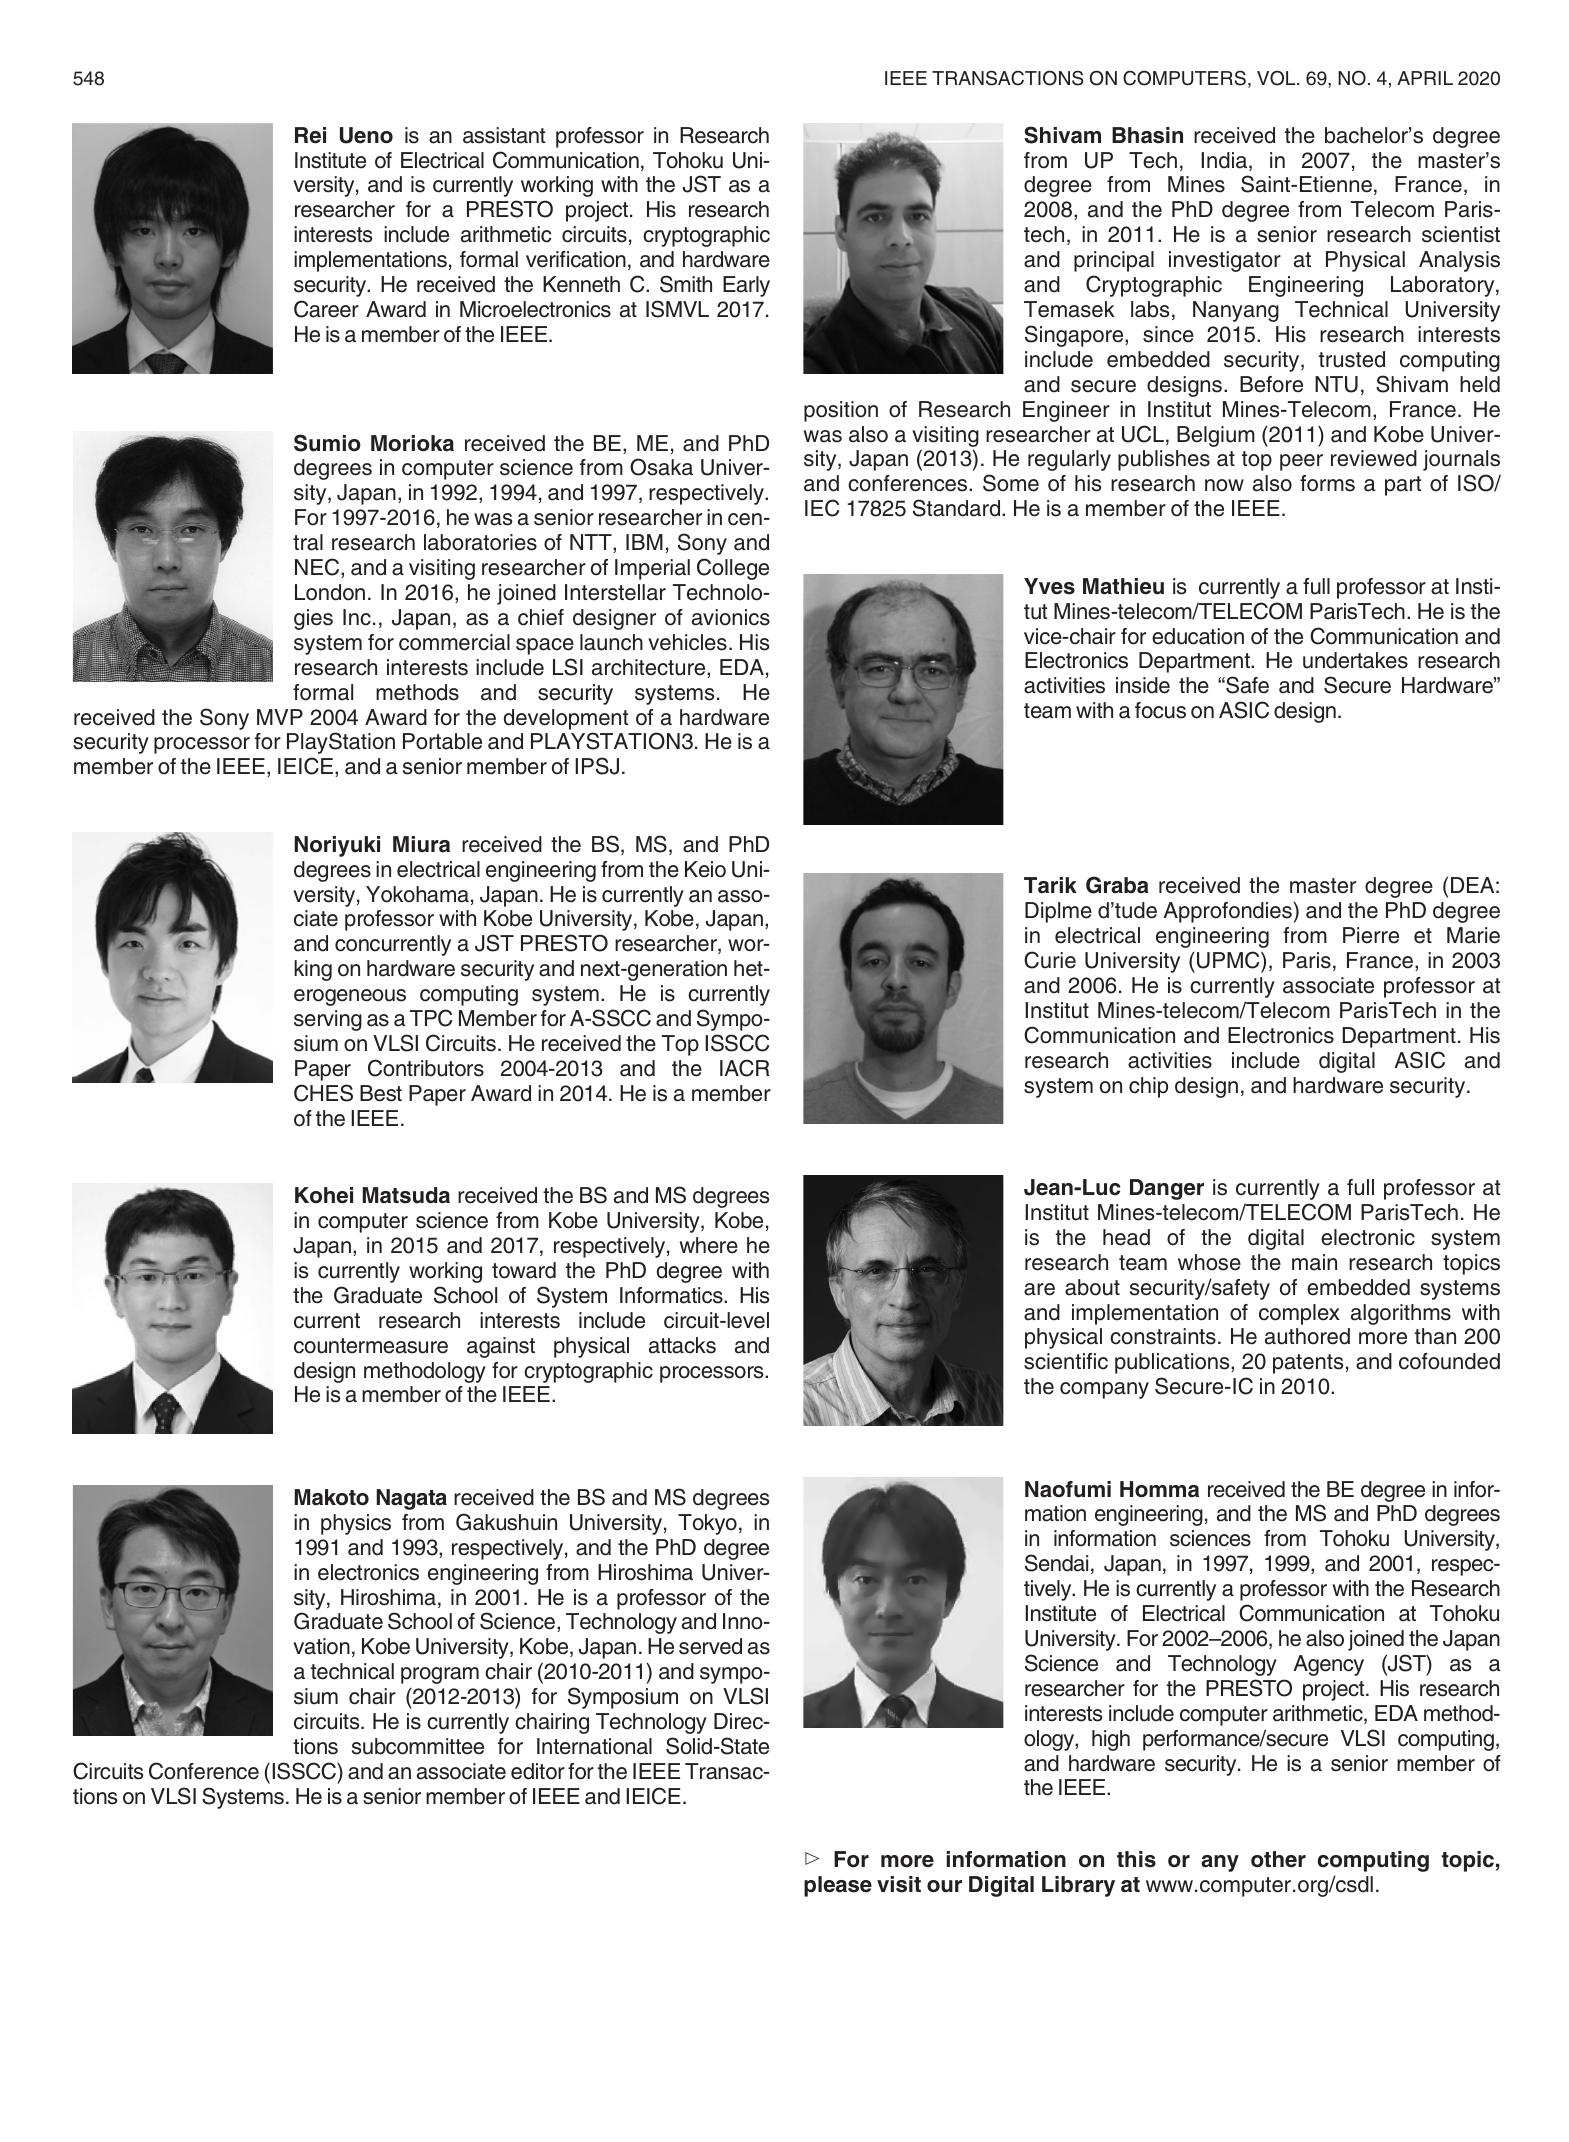 548
IEEE TRANSACTIONS ON COMPUTERS, VOL. 69, NO. 4, APRIL 2020
Rei Ueno is an assistant professor in Research
Institute of Electrical Communication, Tohoku Uni-
versity, and is currently working with the JST as a
researcher for a PRESTO project. His research
interests include arithmetic circuits, cryptographic
implementations, formal verification, and hardware
security. He received the Kenneth C. Smith Early
Career Award in Microelectronics at ISMVL 2017.
He is a member of the IEEE.
Sumio Morioka received the BE, ME, and PhD
degrees in computer science from Osaka Univer-
sity, Japan, in 1992, 1994, and 1997, respectively.
For 1997-2016, he was a senior researcher in cen-
tral research laboratories of NTT, IBM, Sony and
NEC, and a visiting researcher of Imperial College
London. In 2016, he joined Interstellar Technolo-
gies Inc., Japan, as a chief designer of avionics
system for commercial space launch vehicles. His
research interests include LSI architecture, EDA,
formal methods and security systems. He
received the Sony MVP 2004 Award for the development of a hardware
security processor for PlayStation Portable and PLAYSTATION3. He is a
member of the IEEE, IEICE, and a senior member of IPSJ.
Noriyuki Miura received the BS, MS, and PhD
degrees in electrical engineering from the Keio Uni-
versity, Yokohama, Japan. He is currently an asso-
ciate professor with Kobe University, Kobe, Japan,
and concurrently a JST PRESTO researcher, wor-
king on hardware security and next-generation het-
erogeneous computing system. He is currently
serving as a TPC Member for A-SSCC and Sympo-
sium on VLSI Circuits. He received the Top ISSCC
Paper Contributors 2004-2013 and the IACR
CHES Best Paper Award in 2014. He is a member
of the IEEE.
Kohei Matsuda received the BS and MS degrees
in computer science from Kobe University, Kobe,
Japan, in 2015 and 2017, respectively, where he
is currently working toward the PhD degree with
the Graduate School of System Informatics. His
current research interests include circuit-level
countermeasure against physical attacks and
design methodology for cryptographic processors.
He is a member of the IEEE.
Makoto Nagata received the BS and MS degrees
in physics from Gakushuin University, Tokyo, in
1991 and 1993, respectively, and the PhD degree
in electronics engineering from Hiroshima Univer-
sity, Hiroshima, in 2001. He is a professor of the
Graduate School of Science, Technology and Inno-
vation, Kobe University, Kobe, Japan. He served as
a technical program chair (2010-2011) and sympo-
sium chair (2012-2013) for Symposium on VLSI
circuits. He is currently chairing Technology Direc-
tions subcommittee for International Solid-State
Circuits Conference (ISSCC) and an associate editor for the IEEE Transac-
tions on VLSI Systems. He is a senior member of IEEE and IEICE.
Shivam Bhasin received the bachelor's degree
from UP Tech, India, in 2007, the master's
degree from Mines Saint-Etienne, France, in
2008, and the PhD degree from Telecom Paris-
tech, in 2011. He is a senior research scientist
and principal investigator at Physical Analysis
and Cryptographic Engineering Laboratory,
Temasek labs, Nanyang Technical University
Singapore, since 2015. His research interests
include embedded security, trusted computing
and secure designs. Before NTU, Shivam held
position of Research Engineer in Institut Mines-Telecom, France. He
was also a visiting researcher at UCL, Belgium (2011) and Kobe Univer-
sity, Japan (2013). He regularly publishes at top peer reviewed journals
and conferences. Some of his research now also forms a part of ISO/
IEC 17825 Standard. He is a member of the IEEE.
Yves Mathieu is currently a full professor at Insti-
tut Mines-telecom/TELECOM ParisTech. He is the
vice-chair for education of the Communication and
Electronics Department. He undertakes research
activities inside the “Safe and Secure Hardware”
team with a focus on ASIC design.
Tarik Graba received the master degree (DEA:
Diplme d'tude Approfondies) and the PhD degree
in electrical engineering from Pierre et Marie
Curie University (UPMC), Paris, France, in 2003
and 2006. He is currently associate professor at
Institut Mines-telecom/Telecom ParisTech in the
Communication and Electronics Department. His
research activities include digital ASIC and
system on chip design, and hardware security.
Jean-Luc Danger is currently a full professor at
Institut Mines-telecom/TELECOM ParisTech. He
is the head of the digital electronic system
research team whose the main research topics
are about security/safety of embedded systems
and implementation of complex algorithms with
physical constraints. He authored more than 200
scientific publications, 20 patents, and cofounded
the company Secure-IC in 2010.
Naofumi Homma received the BE degree in infor-
mation engineering, and the MS and PhD degrees
in information sciences from Tohoku University,
Sendai, Japan, in 1997, 1999, and 2001, respec-
tively. He is currently a professor with the Research
Institute of Electrical Communication at Tohoku
University. For 2002–2006, he also joined the Japan
Science and Technology Agency (JST) as a
researcher for the PRESTO project. His research
interests include computer arithmetic, EDA method-
ology, high performance/secure VLSI computing,
and hardware security. He is a senior member of
the IEEE.
▷ For more information on this or any other computing topic,
please visit our Digital Library at www.computer.org/csdl.